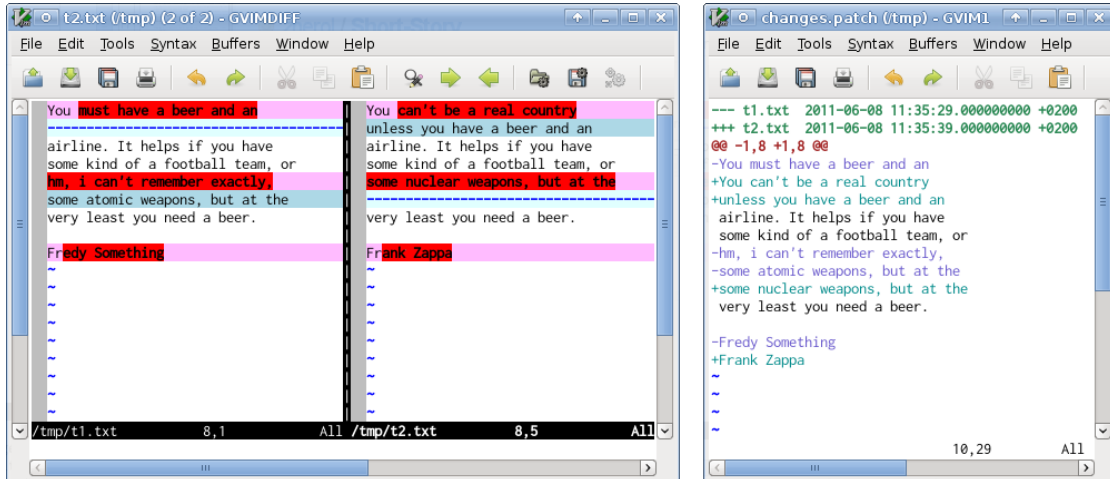 t2.txt (/tmp) (2 of 2) - GVIMDIFF
File Edit Tools Syntax Buffers Window Help
You must have a beer and an
airline. It helps if you have
some kind of a football team, or
hm, i can't remember exactly,
some atomic weapons, but at the
very least you need a beer.
Fredy Something
~
~
~
~
~
~
~
~
~
/tmp/t1.txt 8,1 All
You can't be a real country
unless you have a beer and an
airline. It helps if you have
some kind of a football team, or
some nuclear weapons, but at the
very least you need a beer.
Frank Zappa
~
~
~
~
~
~
~
~
~
/tmp/t2.txt 8,5 All
changes.patch (/tmp) - GVIM1
File Edit Tools Syntax Buffers Window Help
--- t1.txt 2011-06-08 11:35:29.000000000 +0200
+++ t2.txt 2011-06-08 11:35:39.000000000 +0200
@@ -1,8 +1,8 @@
-You must have a beer and an
+You can't be a real country
+unless you have a beer and an
 airline. It helps if you have
 some kind of a football team, or
-hm, i can't remember exactly,
-some atomic weapons, but at the
+some nuclear weapons, but at the
 very least you need a beer.
-Fredy Something
+Frank Zappa
~
~
~
~
10,29 All